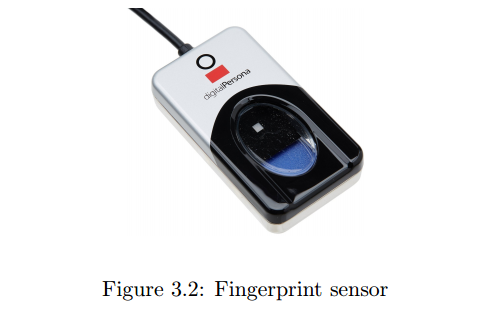 digitalPersona
Figure 3.2: Fingerprint sensor